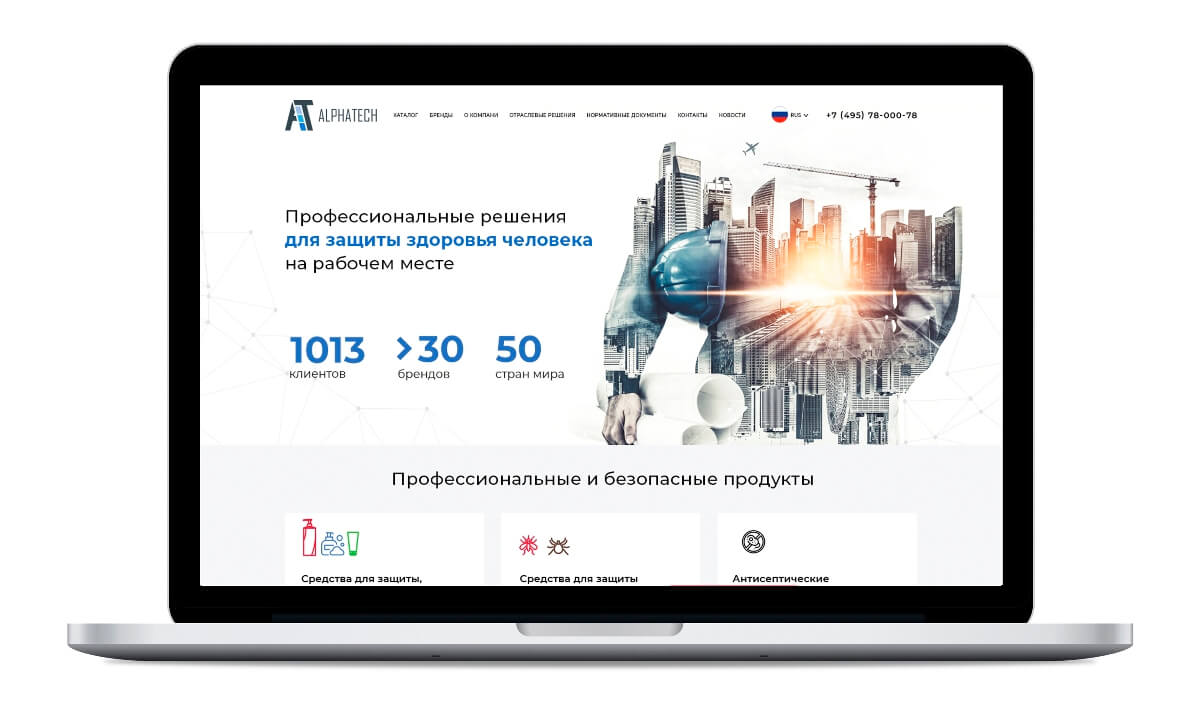 ALPHATECH
КАТАЛОГ БРЕНДЫ О КОМПАНИ ОТРАСЛЕВЫЕ РЕШЕНИЯ НОРМАТИВНЫЕ ДОКУМЕНТЫ КОНТАКТЫ НОВОСТИ RUS +7 (495) 78-000-78
Профессиональные решения
для защиты здоровья человека
на рабочем месте
1013 >30 50
клиентов брендов стран мира
Профессиональные и безопасные продукты
Средства для защиты, Средства для защиты Антисептические